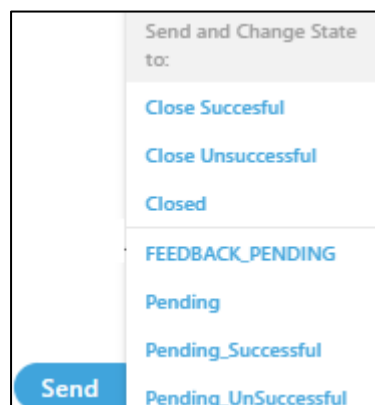 Send and Change State
to:
Close Succesful
Close Unsuccessful
Closed
FEEDBACK_PENDING
Pending
Pending_Successful
Send
Pending_UnSuccessful